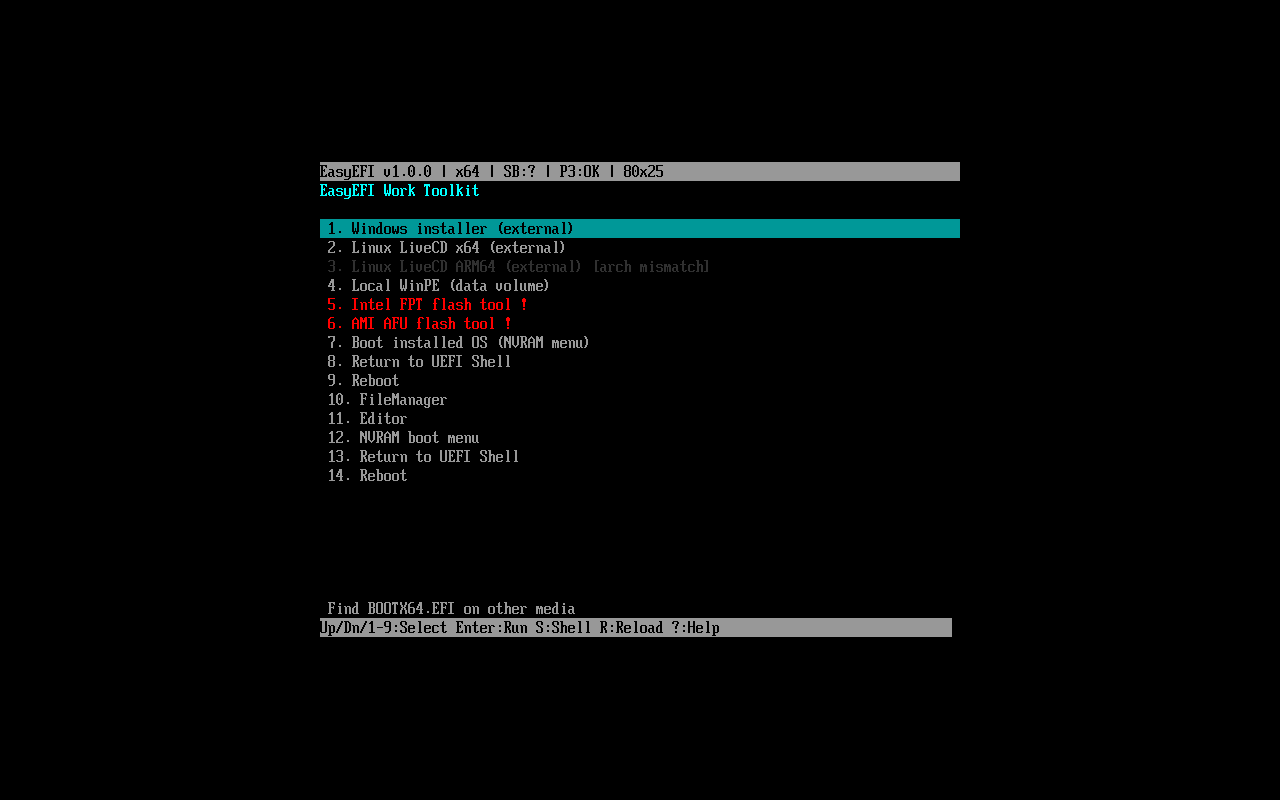 EasyEFI v1.0.0 | x64 | SB:? | P3:OK | 80x25
EasyEFI Work Toolkit
1. Windows installer (external)
2. Linux LiveCD x64 (external)
3. Linux LiveCD ARM64 (external) [arch mismatch]
4. Local WinPE (data volume)
5. Intel FPT flash tool !
6. AMI AFU flash tool !
7. Boot installed OS (NVRAM menu)
8. Return to UEFI Shell
9. Reboot
10. FileManager
11. Editor
12. NVRAM boot menu
13. Return to UEFI Shell
14. Reboot
Find BOOTX64.EFI on other media
Up/Dn/1-9:Select Enter:Run S:Shell R:Reload ?:Help